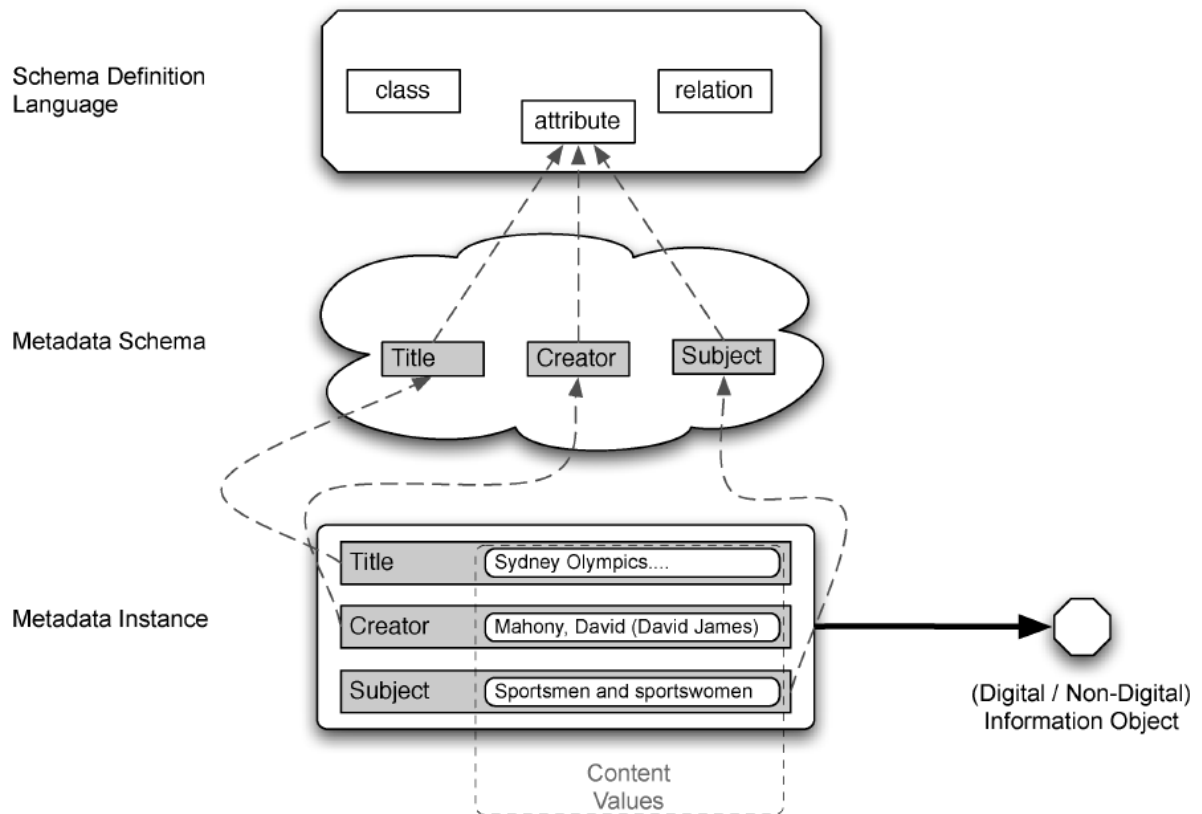 Schema Definition
Language
class
relation
attribute
Metadata Schema
Title
Creator
Subject
Metadata Instance
Title
Sydney Olympics....
Creator
Mahony, David (David James)
Subject
Sportsmen and sportswomen
(Digital / Non-Digital)
Information Object
Content
Values